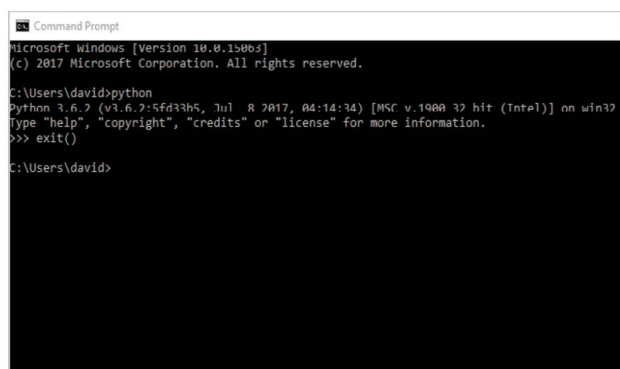 Command Prompt
Microsoft Windows [Version 10.0.15063]
(c) 2017 Microsoft Corporation. All rights reserved.
C:\Users\david>python
Python 3.6.2 (v3.6.2:5fd33b5, Jul 8 2017, 04:14:34) [MSC v.1900 32 bit (Intel)] on win32
Type "help", "copyright", "credits" or "license" for more information.
>>> exit()
C:\Users\david>